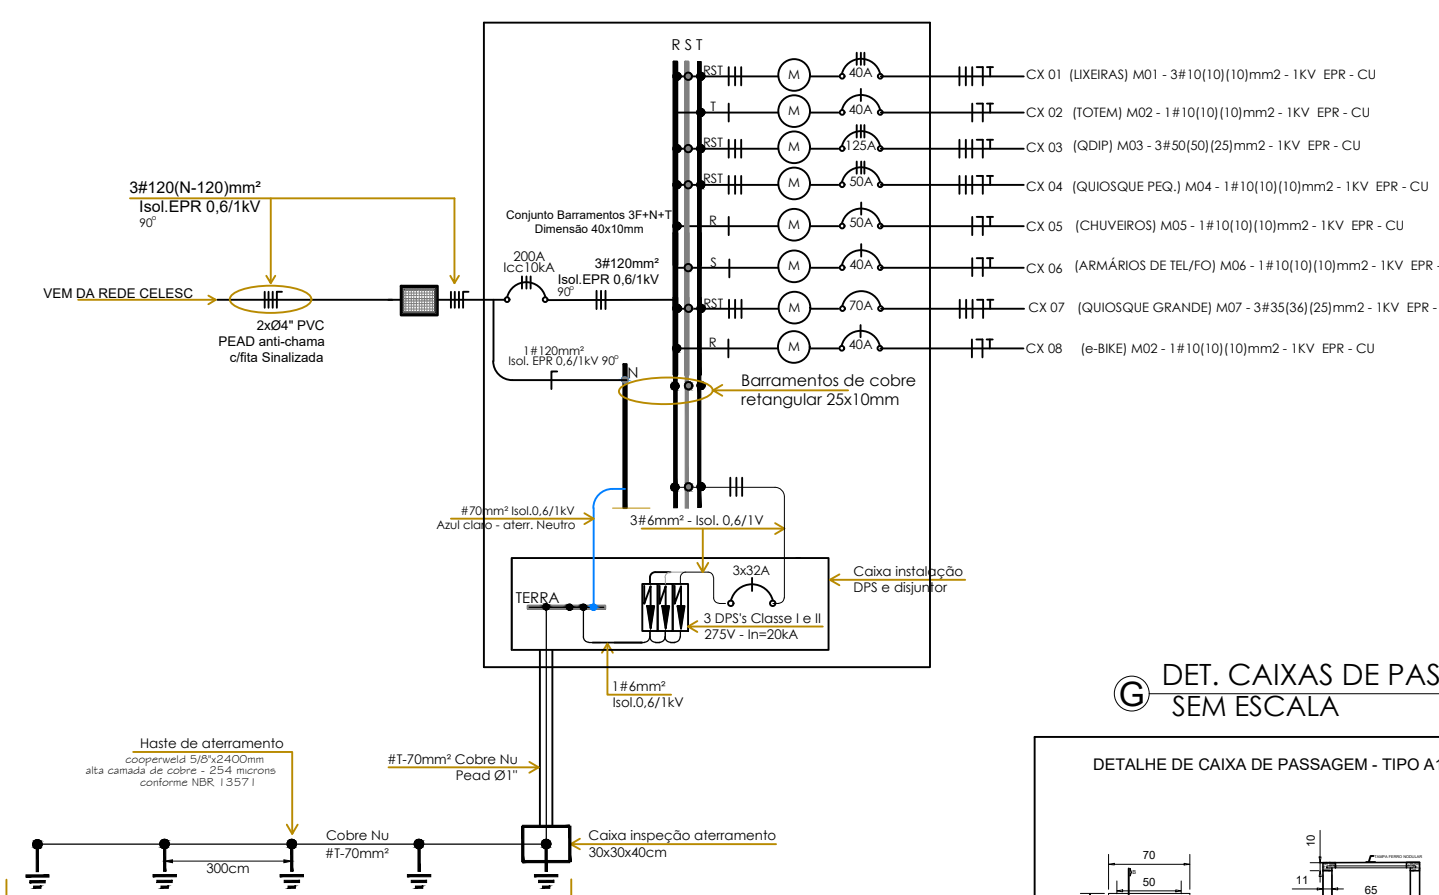 R S T
RST
M
40A
CX 01 (LIXEIRAS) M01 - 3#10(10)(10)mm2 - 1KV EPR - CU
T
M
40A
CX 02 (TOTEM) M02 - 1#10(10)(10)mm2 - 1KV EPR - CU
RST
M
125A
CX 03 (QDIP) M03 - 3#50(50)(25)mm2 - 1KV EPR - CU
RST
M
50A
CX 04 (QUIOSQUE PEQ.) M04 - 1#10(10)(10)mm2 - 1KV EPR - CU
R
M
50A
CX 05 (CHUVEIROS) M05 - 1#10(10)(10)mm2 - 1KV EPR - CU
S
M
40A
CX 06 (ARMÁRIOS DE TEL/FO) M06 - 1#10(10)(10)mm2 - 1KV EPR -
RST
M
70A
CX 07 (QUIOSQUE GRANDE) M07 - 3#35(36)(25)mm2 - 1KV EPR -
R
M
40A
CX 08 (e-BIKE) M02 - 1#10(10)(10)mm2 - 1KV EPR - CU
3#120(N-120)mm²
Isol.EPR 0,6/1kV
90°
Conjunto Barramentos 3F+N+T
Dimensão 40x10mm
200A
Icc10kA
3#120mm²
Isol.EPR 0,6/1kV
90°
VEM DA REDE CELESC
2xØ4" PVC
PEAD anti-chama
c/fita Sinalizada
1#120mm²
Isol. EPR 0,6/1kV 90°
N
Barramentos de cobre
retangular 25x10mm
#70mm² Isol.0,6/1kV
Azul claro - aterr. Neutro
3#6mm² - Isol. 0,6/1V
3x32A
Caixa instalação
DPS e disjuntor
TERRA
3 DPS's Classe I e II
275V - In=20kA
1#6mm²
Isol.0,6/1kV
G DET. CAIXAS DE PAS
SEM ESCALA
Haste de aterramento
cooperweld 5/8"x2400mm
alta camada de cobre - 254 microns
conforme NBR 13571
#T-70mm² Cobre Nu
Pead Ø1"
DETALHE DE CAIXA DE PASSAGEM - TIPO A1
Cobre Nu
#T-70mm²
300cm
Caixa inspeção aterramento
30x30x40cm
70
50
10
TAMPA FERRO NODULAR
11
65